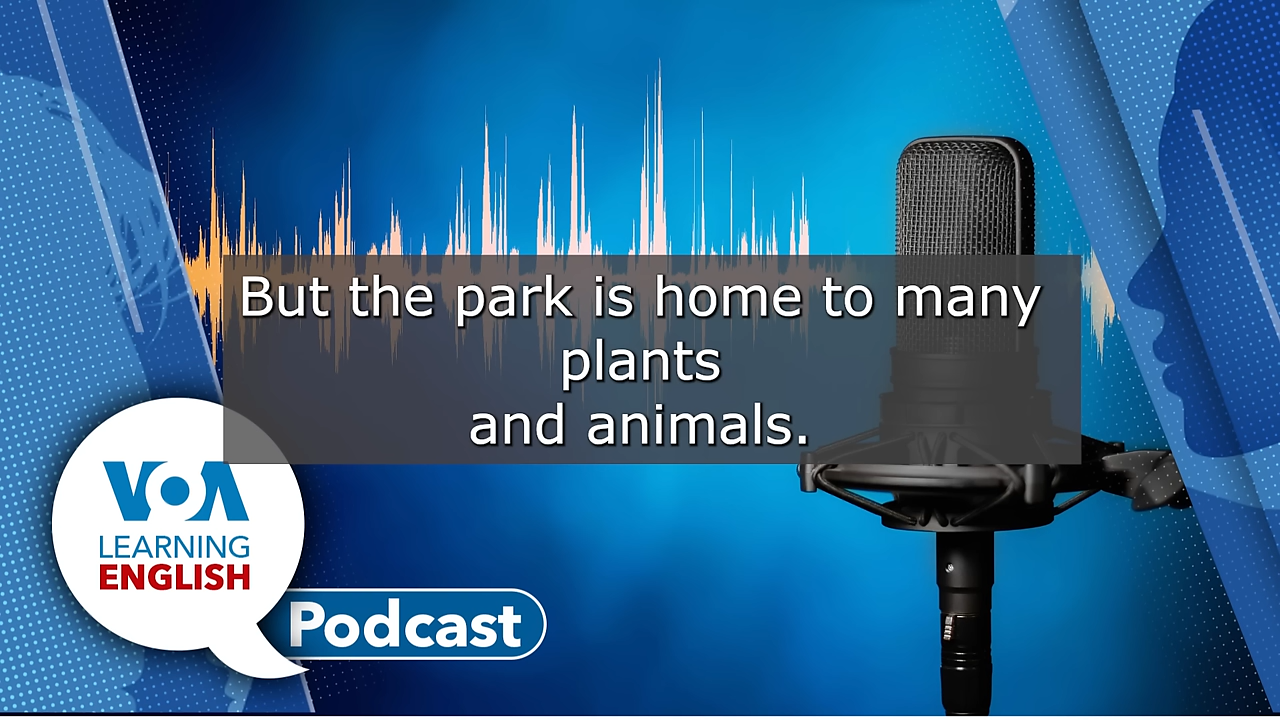 But the park is home to many
plants
and animals.
VOA
LEARNING
ENGLISH
Podcast